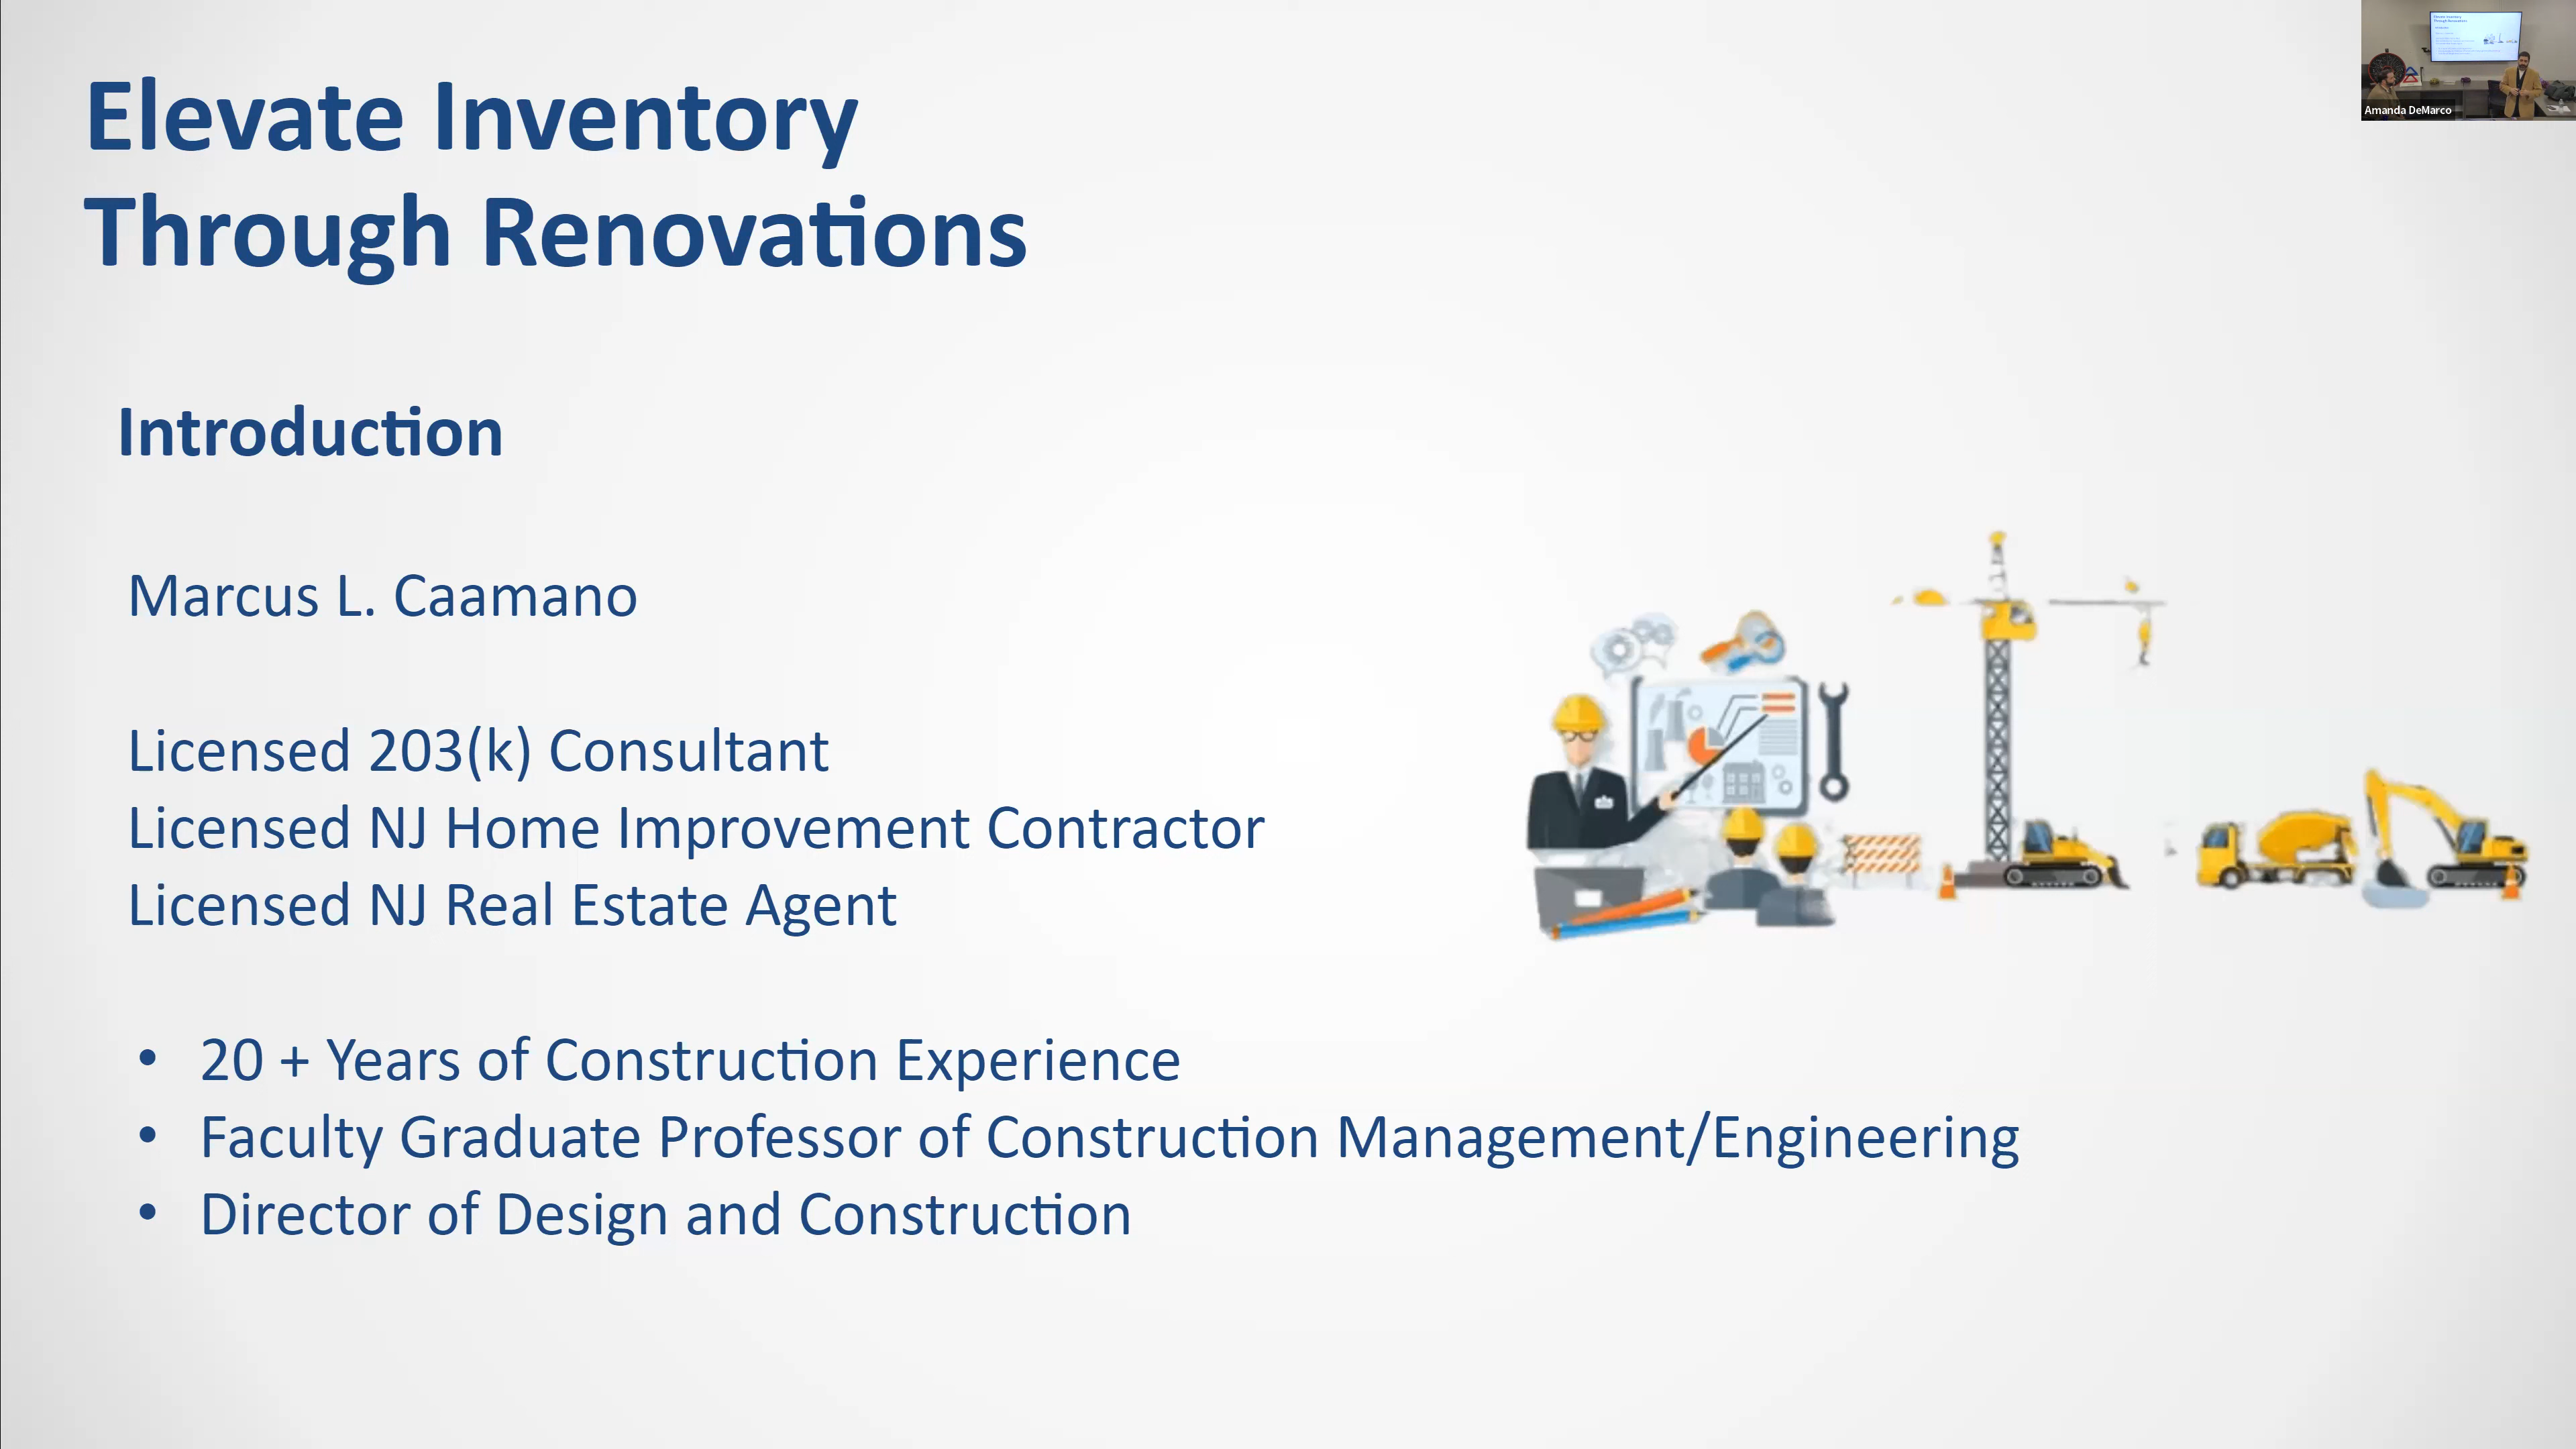 Elevate Inventory
Through Renovations
Introduction
Marcus L. Caamano
Licensed 203(k) Consultant
Licensed NJ Home Improvement Contractor
Licensed NJ Real Estate Agent
• 20 + Years of Construction Experience
• Faculty Graduate Professor of Construction Management/Engineering
• Director of Design and Construction
Amanda DeMarco